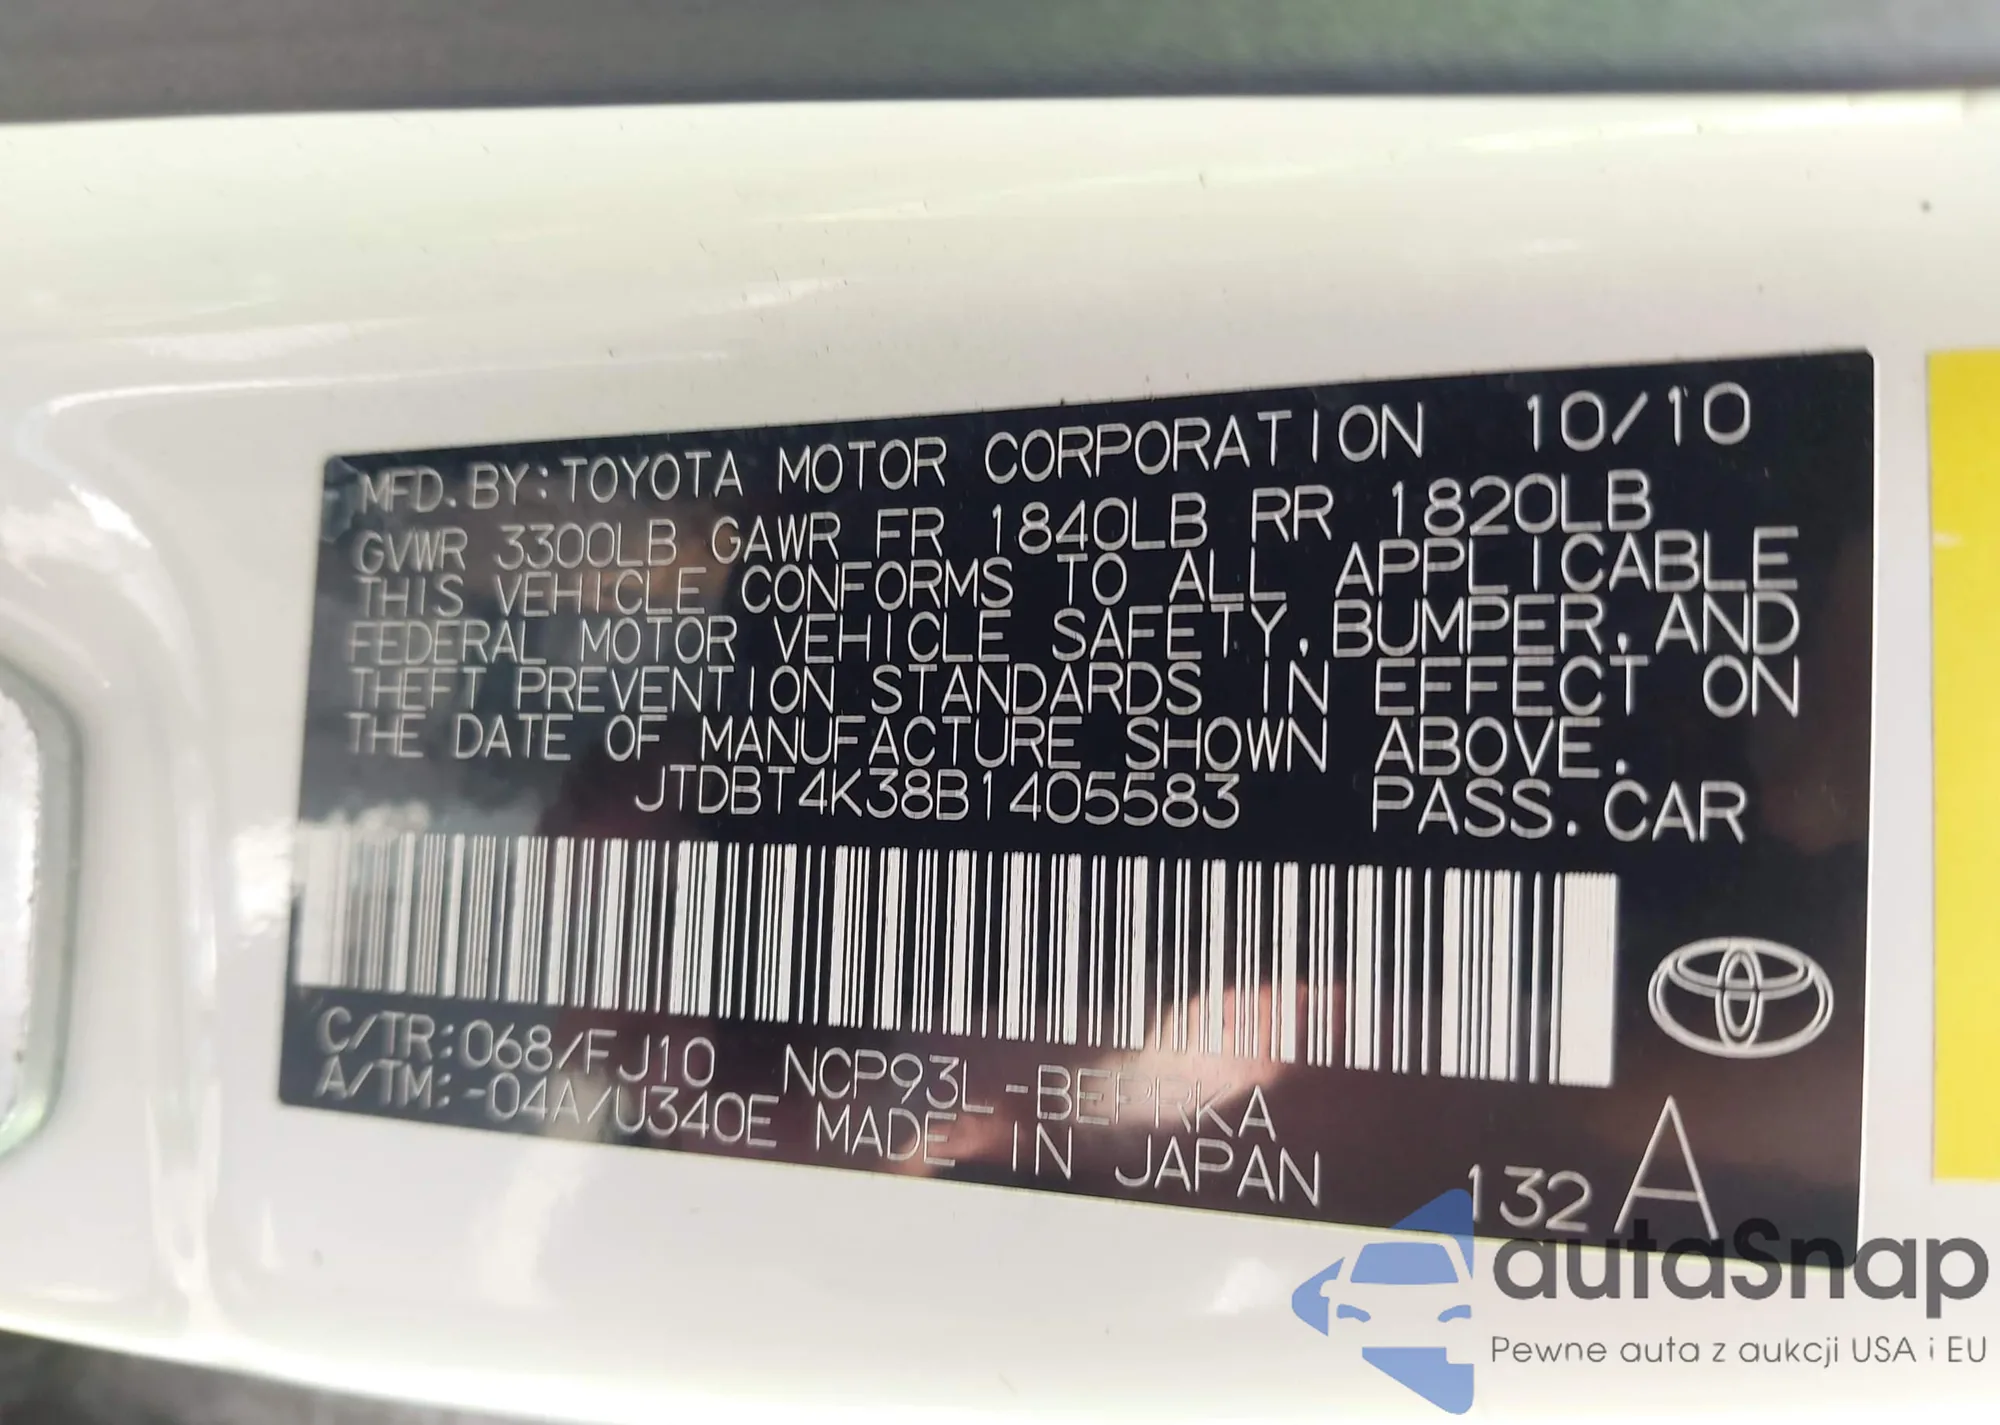 MFD.BY:TOYOTA MOTOR CORPORATION 10/10
GVWR 3300LB GAWR FR 1840LB RR 1820LB
THIS VEHICLE CONFORMS TO ALL APPLICABLE
FEDERAL MOTOR VEHICLE SAFETY,BUMPER,AND
THEFT PREVENTION STANDARDS IN EFFECT ON
THE DATE OF MANUFACTURE SHOWN ABOVE.
JTDBT4K38B1405583 PASS.CAR
C/TR:068/FJ10 NCP93L-BEPRKA
A/TM:-04A/U340E MADE IN JAPAN 132 A
autaSnap
Pewne auta z aukcji USA i EU